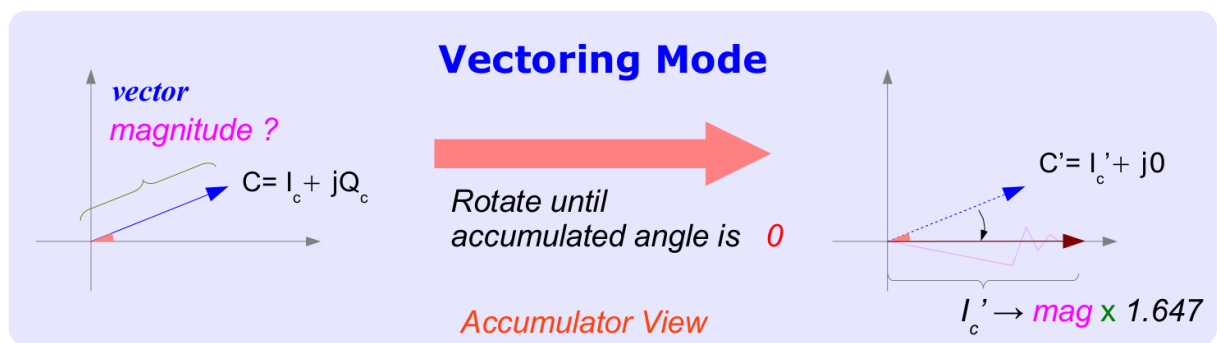 Vectoring Mode
vector
magnitude ?
C= Ic+ jQc
Rotate until
accumulated angle is 0
Accumulator View
C’= Ic’+ j0
Ic’ → mag x 1.647